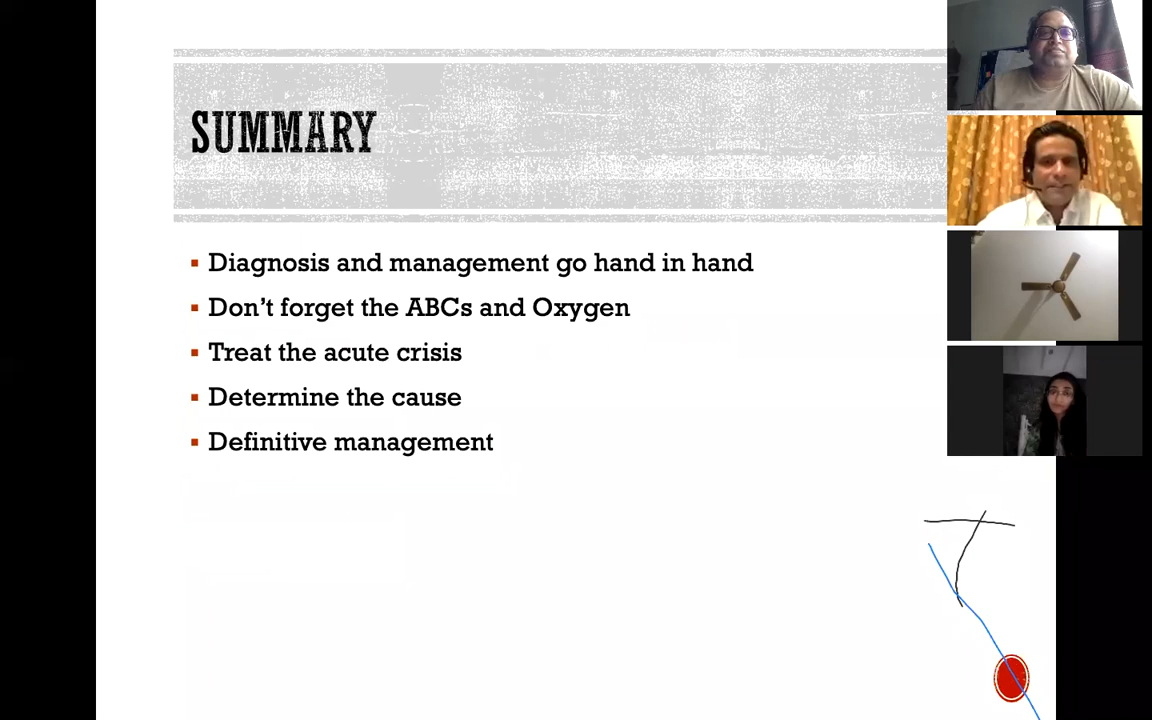 SUMMARY
Diagnosis and management go hand in hand
Don't forget the ABCs and Oxygen
Treat the acute crisis
Determine the cause
Definitive management